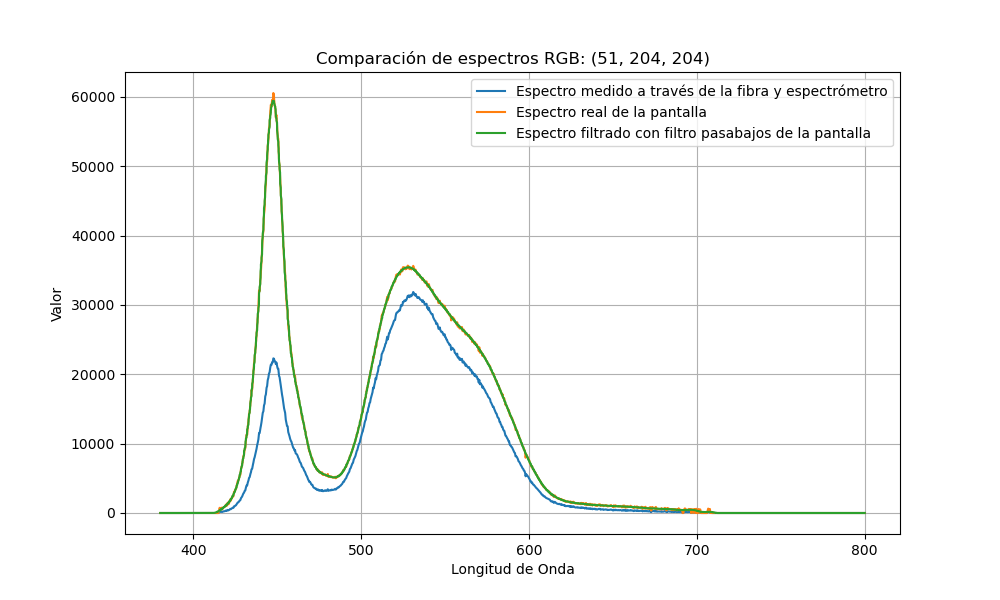 Comparación de espectros RGB: (51, 204, 204)
Espectro medido a través de la fibra y espectrómetro
Espectro real de la pantalla
Espectro filtrado con filtro pasabajos de la pantalla
Valor
60000
50000
40000
30000
20000
10000
0
400
500
600
700
800
Longitud de Onda